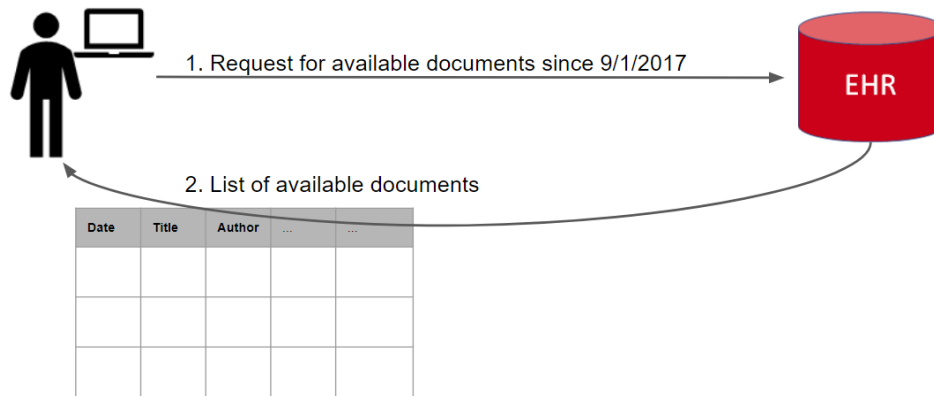 1. Request for available documents since 9/1/2017
EHR
2. List of available documents
Date Title Author ... ...